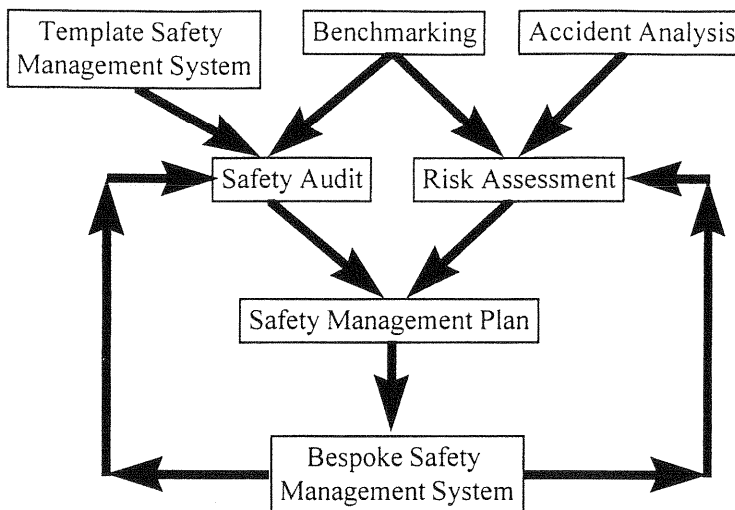 Template Safety
Management System
Benchmarking
Accident Analysis
Safety Audit
Risk Assessment
Safety Management Plan
Bespoke Safety
Management System